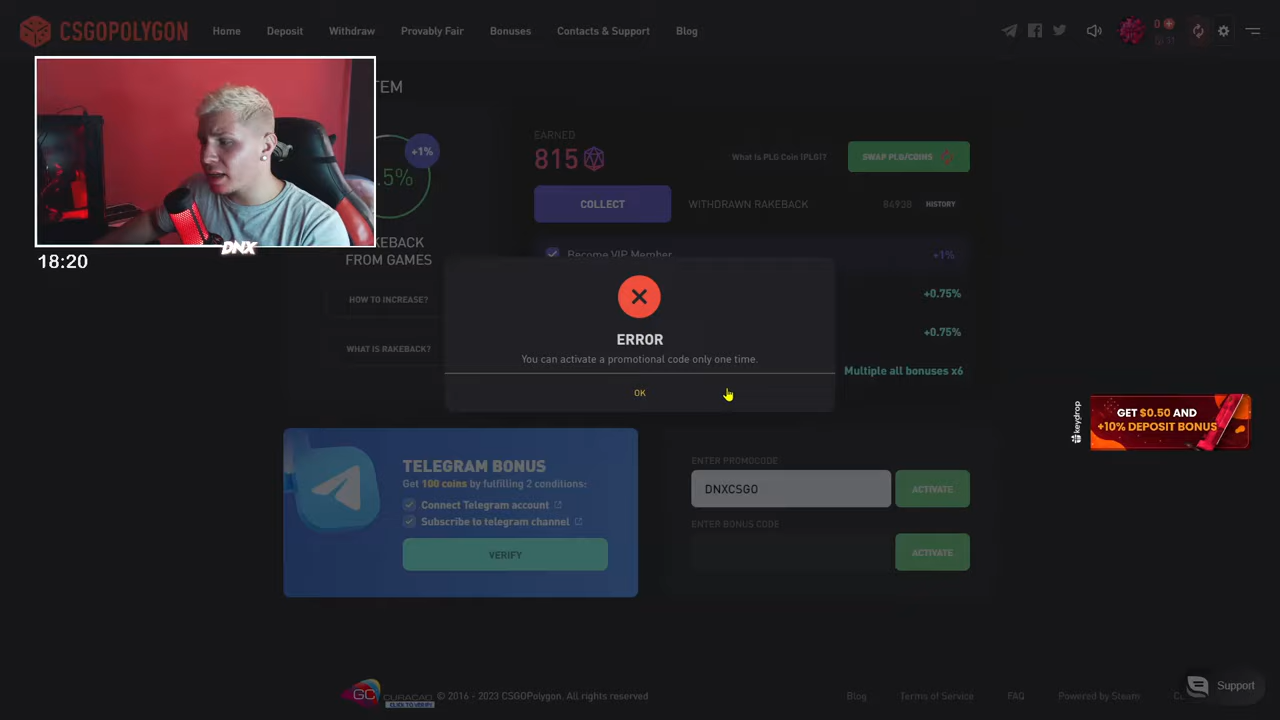 CSGOPOLYGON
Home
Deposit
Withdraw
Provably Fair
Bonuses
Contacts & Support
Blog
0
TEM
+1%
.5%
KEBACK
FROM GAMES
HOW TO INCREASE?
WHAT IS RAKEBACK?
DNX
18:20
EARNED
815
What is PLG Coin (PLG)?
SWAP PLG/COINS
COLLECT
WITHDRAWN RAKEBACK
84938
HISTORY
Become VIP Member
+1%
+0.75%
+0.75%
Multiple all bonuses x6
ERROR
You can activate a promotional code only one time.
OK
keydrop
GET $0.50 AND
+10% DEPOSIT BONUS
TELEGRAM BONUS
Get 100 coins by fulfilling 2 conditions:
Connect Telegram account
Subscribe to telegram channel
VERIFY
ENTER PROMOCODE
DNXCSGO
ACTIVATE
ENTER BONUS CODE
ACTIVATE
GC
CURACAO
CLICK TO VERIFY
© 2016 - 2023 CSGOPolygon. All rights reserved
Blog
Terms of Service
FAQ
Powered by Steam
Support